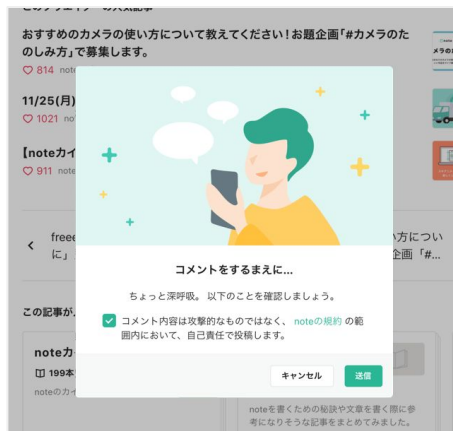 おすすめのカメラの使い方について教えてください！お題企画「#カメラのた
のしみ方」で募集します。
814 note
11/25(月)
1021
【noteカイ
911 note
コメントをするまえに...
ちょっと深呼吸。以下のことを確認しましょう。
コメント内容は攻撃的なものではなく、 noteの規約 の範
囲内において、自己責任で投稿します。
キャンセル
送信
に」
企画「#...
この記事が
noteカ
199本
noteのカイ
noteを書くための秘訣や文章を書く際に参
考になりそうな記事をまとめてみました。